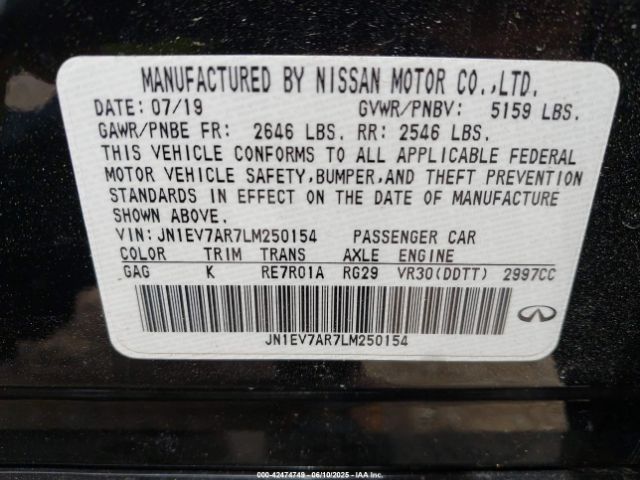 MANUFACTURED BY NISSAN MOTOR CO.,LTD.
DATE: 07/19 GVWR/PNBV: 5159 LBS.
GAWR/PNBE FR: 2646 LBS. RR: 2546 LBS.
THIS VEHICLE CONFORMS TO ALL APPLICABLE FEDERAL
MOTOR VEHICLE SAFETY,BUMPER,AND THEFT PREVENTION
STANDARDS IN EFFECT ON THE DATE OF MANUFACTURE
SHOWN ABOVE.
VIN:JN1EV7AR7LM250154 PASSENGER CAR
COLOR TRIM TRANS AXLE ENGINE
GAG K RE7R01A RG29 VR30(DDTT) 2997CC
JN1EV7AR7LM250154
000-42474749 - 06/10/2025 - IAAI.COM